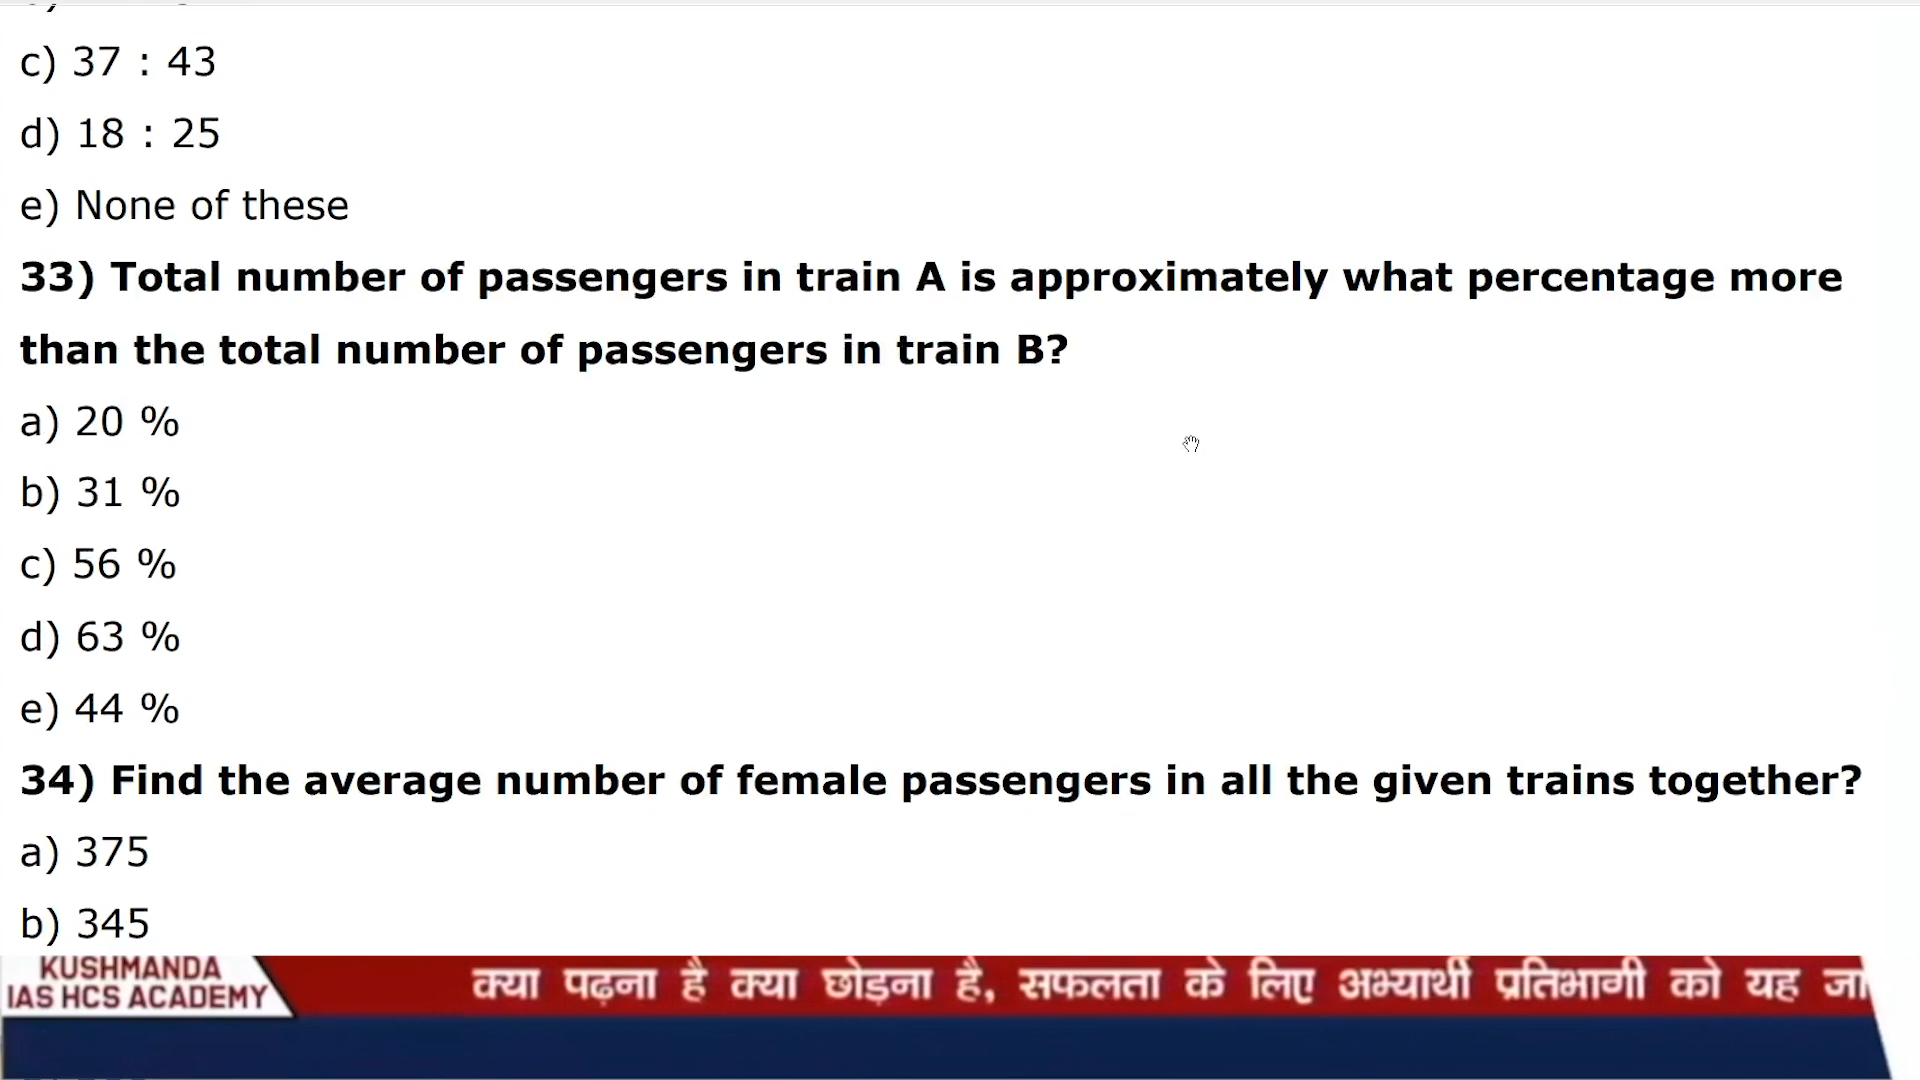 c) 37 : 43
d) 18 : 25
e) None of these
33) Total number of passengers in train A is approximately what percentage more
than the total number of passengers in train B?
a) 20 %
b) 31 %
c) 56 %
d) 63 %
e) 44 %
34) Find the average number of female passengers in all the given trains together?
a) 375
b) 345
KUSHMANDA
IAS HCS ACADEMY
क्या पढ़ना है क्या छोड़ना है, सफलता के लिए अभ्यार्थी प्रतिभागी को यह